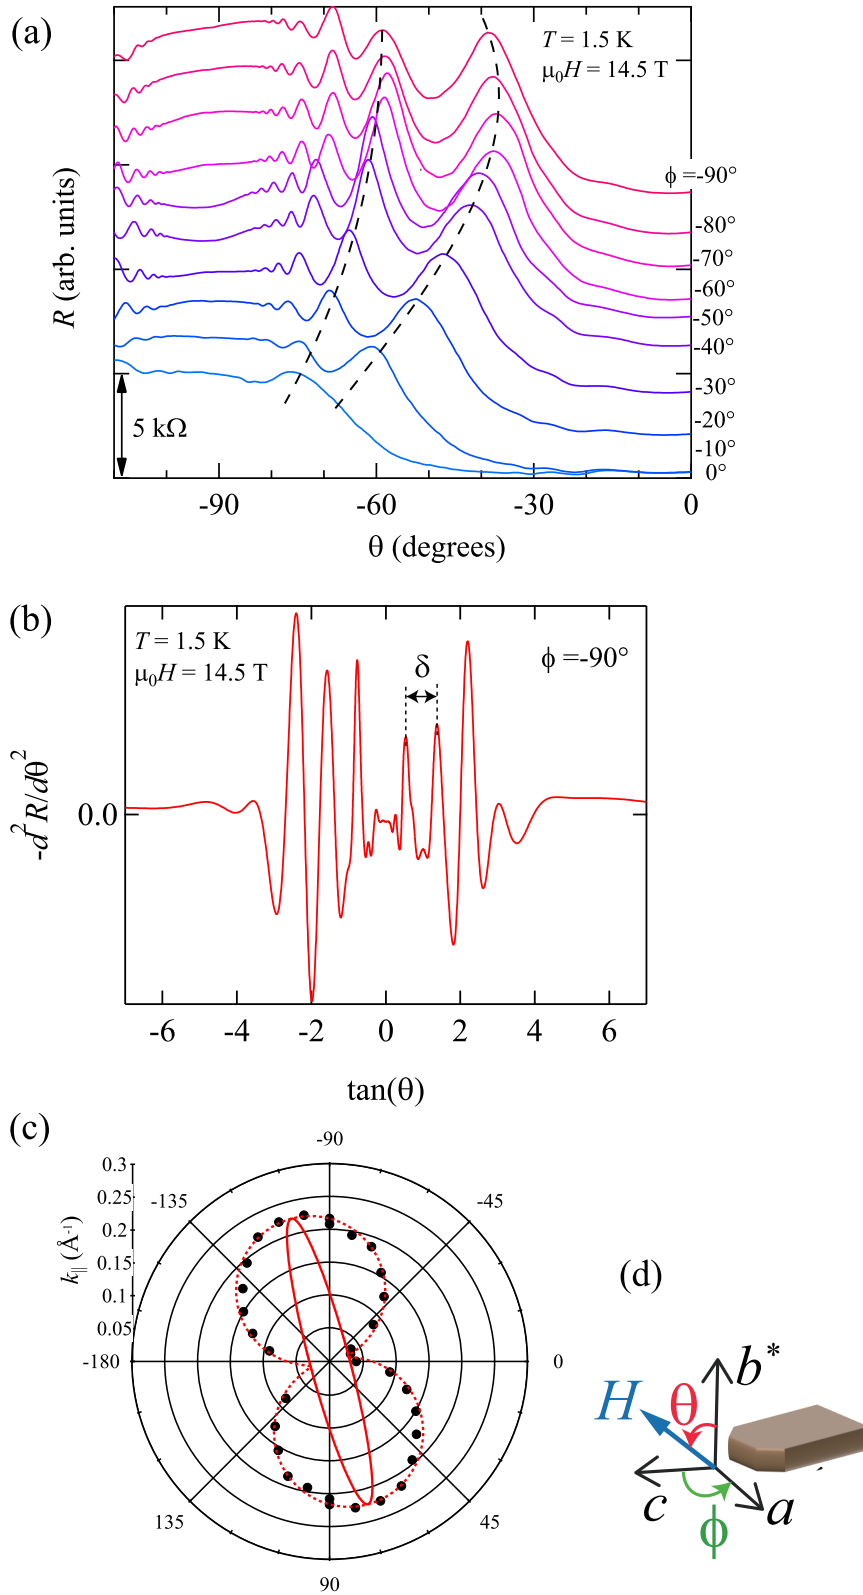 (a)
T = 1.5 K
μ₀H = 14.5 T
R (arb. units)
ϕ =-90°
-80°
-70°
-60°
-50°
-40°
-30°
-20°
-10°
0°
5 kΩ
-90 -60 -30 0
θ (degrees)
(b)
T = 1.5 K
μ₀H = 14.5 T
δ
ϕ =-90°
-d²R/dθ²
0.0
-6 -4 -2 0 2 4 6
tan(θ)
(c)
-90
0.3
0.25
0.2
0.15
0.1
0.05
k∥ (Å⁻¹)
-135
-45
-180
0
135
45
90
(d)
b*
H
θ
c
a
ϕ